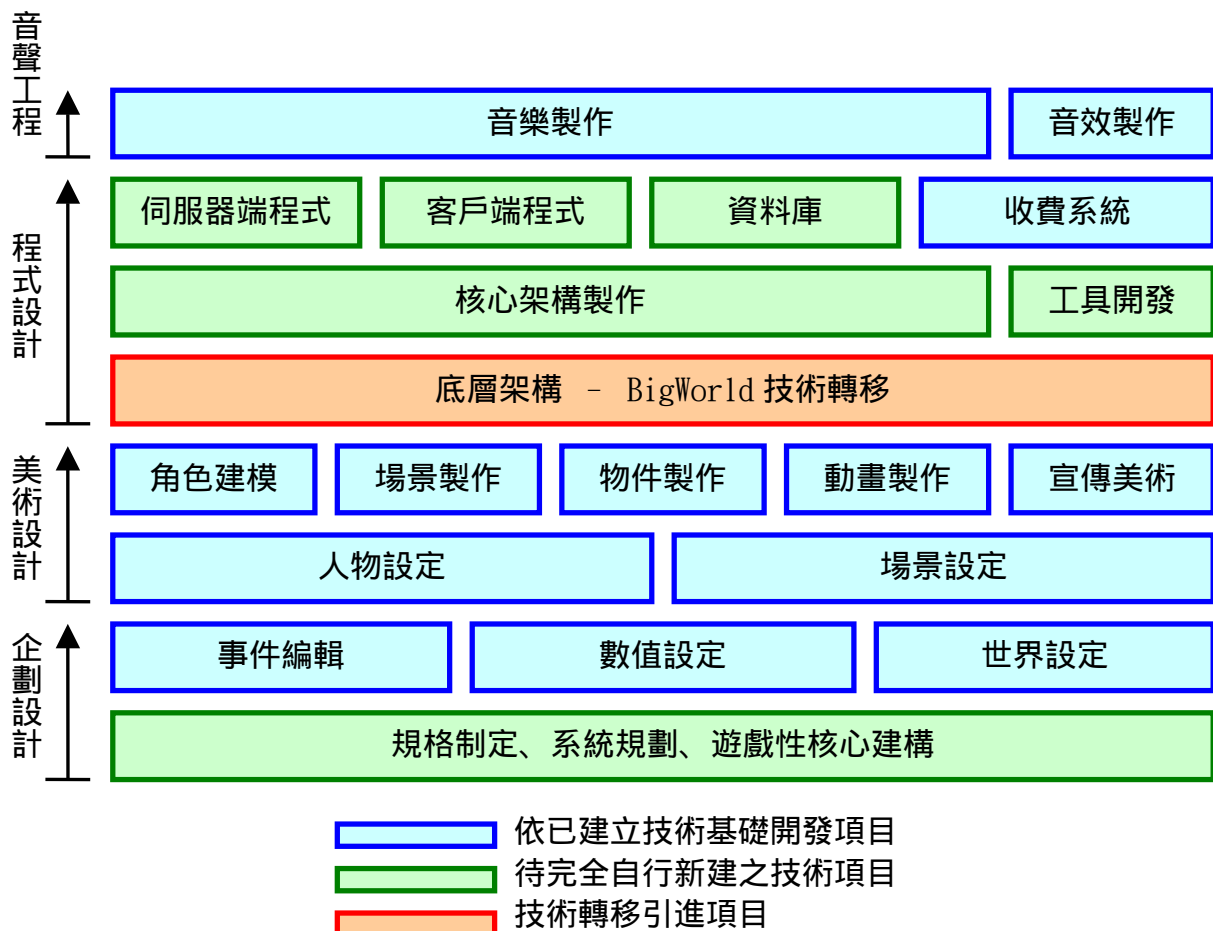 音聲工程
音樂製作
音效製作
程式設計
伺服器端程式
客戶端程式
資料庫
收費系統
核心架構製作
工具開發
底層架構 – BigWorld 技術轉移
美術設計
角色建模
場景製作
物件製作
動畫製作
宣傳美術
人物設定
場景設定
企劃設計
事件編輯
數值設定
世界設定
規格制定、系統規劃、遊戲性核心建構
依已建立技術基礎開發項目
待完全自行新建之技術項目
技術轉移引進項目